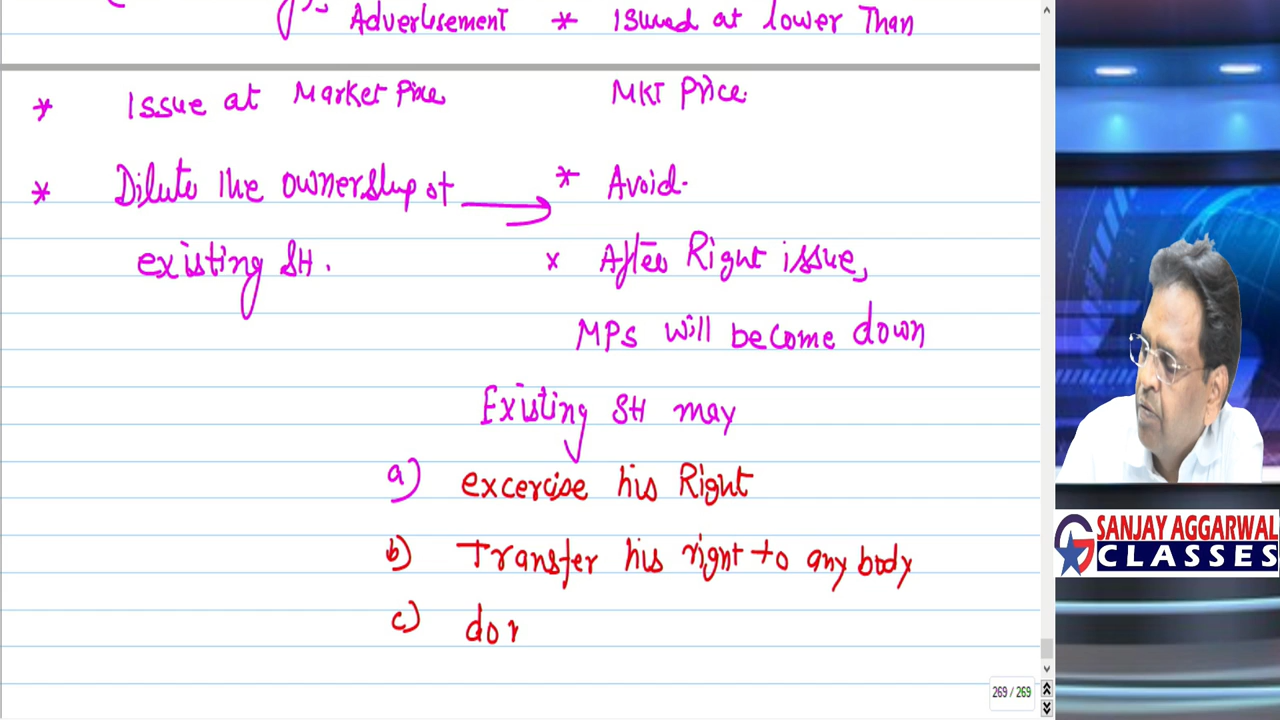 Advertisement * Issued at lower Than
* Issue at Market Price MKT Price.
* Dilute the ownership of * Avoid.
existing SH. × After Right issue,
MPS will become down
Existing SH may
a) excercise his Right
b) Transfer his right to any body
c) dor
269 / 269
SANJAY AGGARWAL
CLASSES